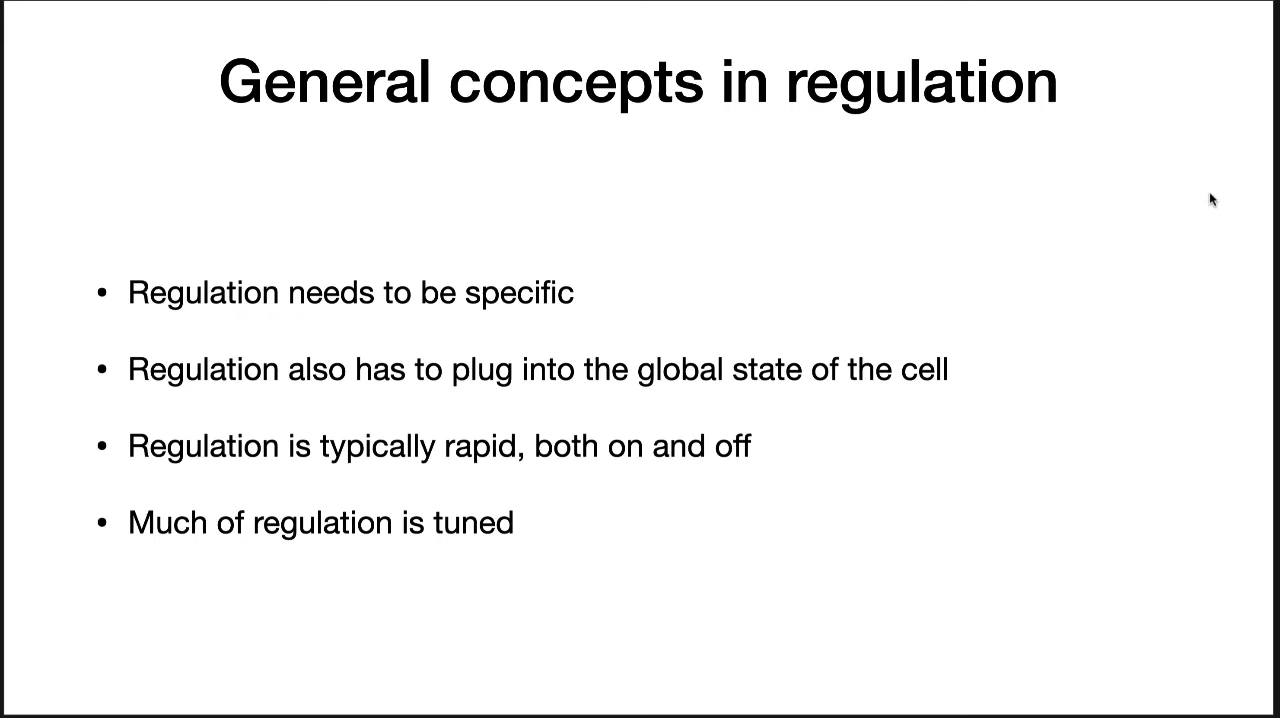 General concepts in regulation
• Regulation needs to be specific
• Regulation also has to plug into the global state of the cell
• Regulation is typically rapid, both on and off
• Much of regulation is tuned